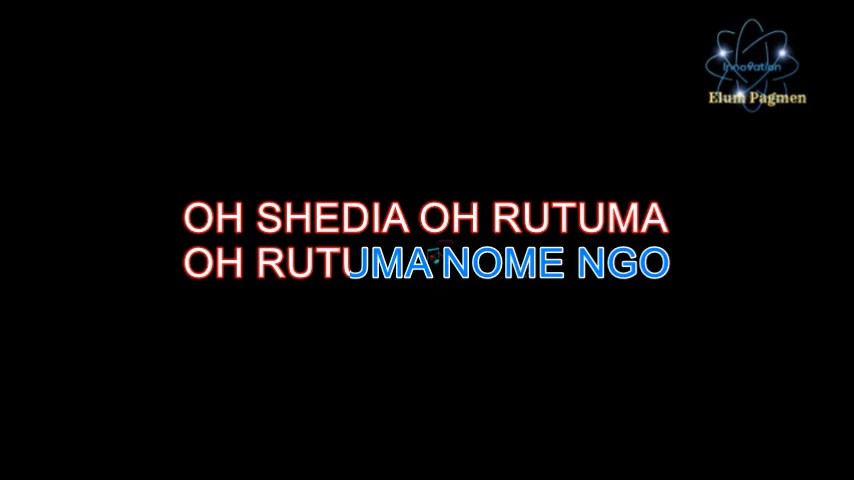 Innovation
Elum Pagmen
OH SHEDIA OH RUTUMA
OH RUTUMA NOME NGO